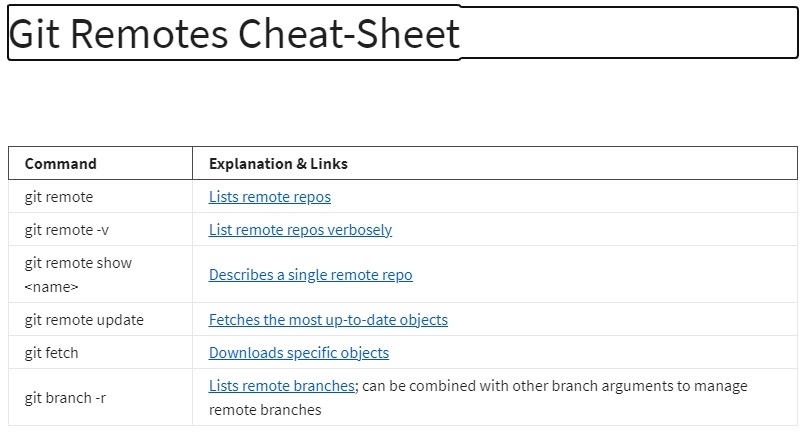 Git Remotes Cheat-Sheet
Command
Explanation & Links
git remote
Lists remote repos
git remote -v
List remote repos verbosely
git remote show
<name>
Describes a single remote repo
git remote update
Fetches the most up-to-date objects
git fetch
Downloads specific objects
git branch -r
Lists remote branches; can be combined with other branch arguments to manage
remote branches